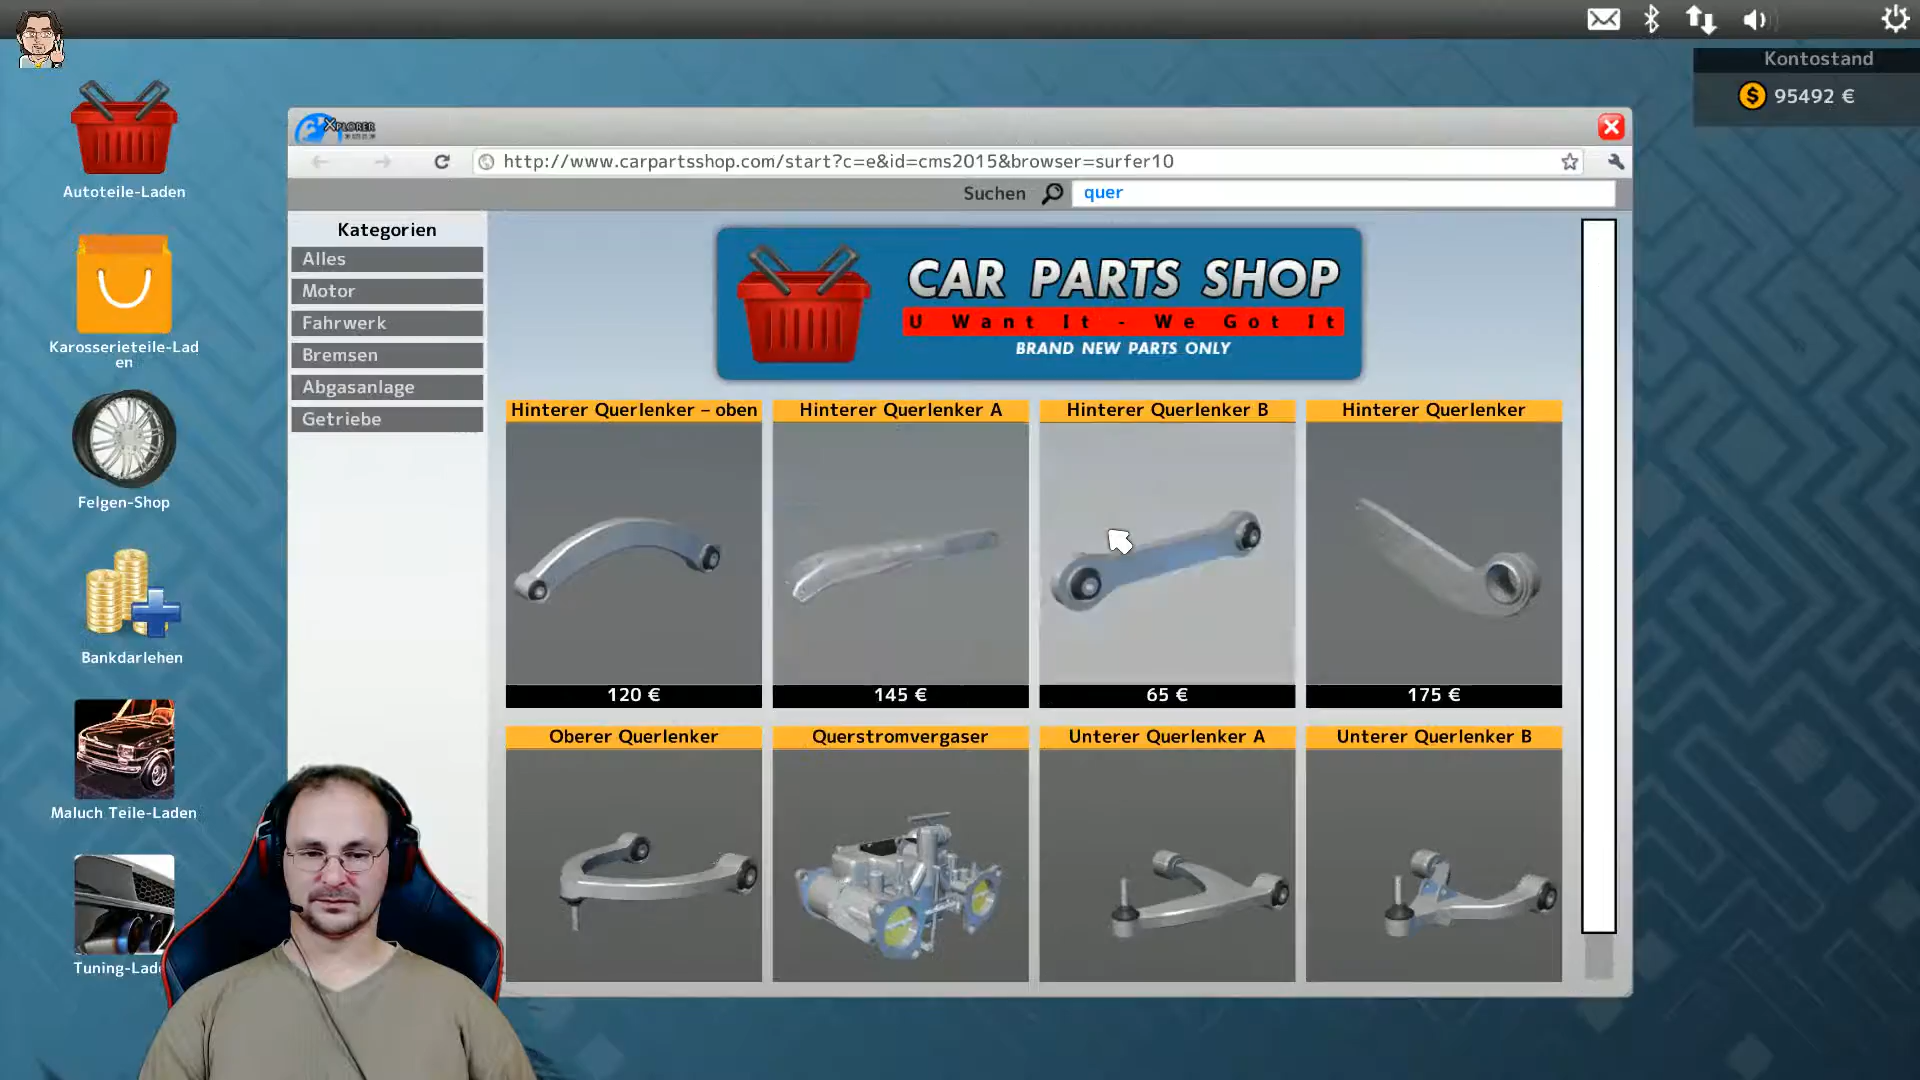 Kontostand
95492 €
Autoteile-Laden
Karosserieteile-Lad
en
Felgen-Shop
Bankdarlehen
Maluch Teile-Laden
Tuning-Lad
XPLORER
http://www.carpartsshop.com/start?c=e&id=cms2015&browser=surfer10
Suchen quer
Kategorien
Alles
Motor
Fahrwerk
Bremsen
Abgasanlage
Getriebe
CAR PARTS SHOP
U Want It - We Got It
BRAND NEW PARTS ONLY
Hinterer Querlenker – oben
Hinterer Querlenker A
Hinterer Querlenker B
Hinterer Querlenker
120 €
145 €
65 €
175 €
Oberer Querlenker
Querstromvergaser
Unterer Querlenker A
Unterer Querlenker B